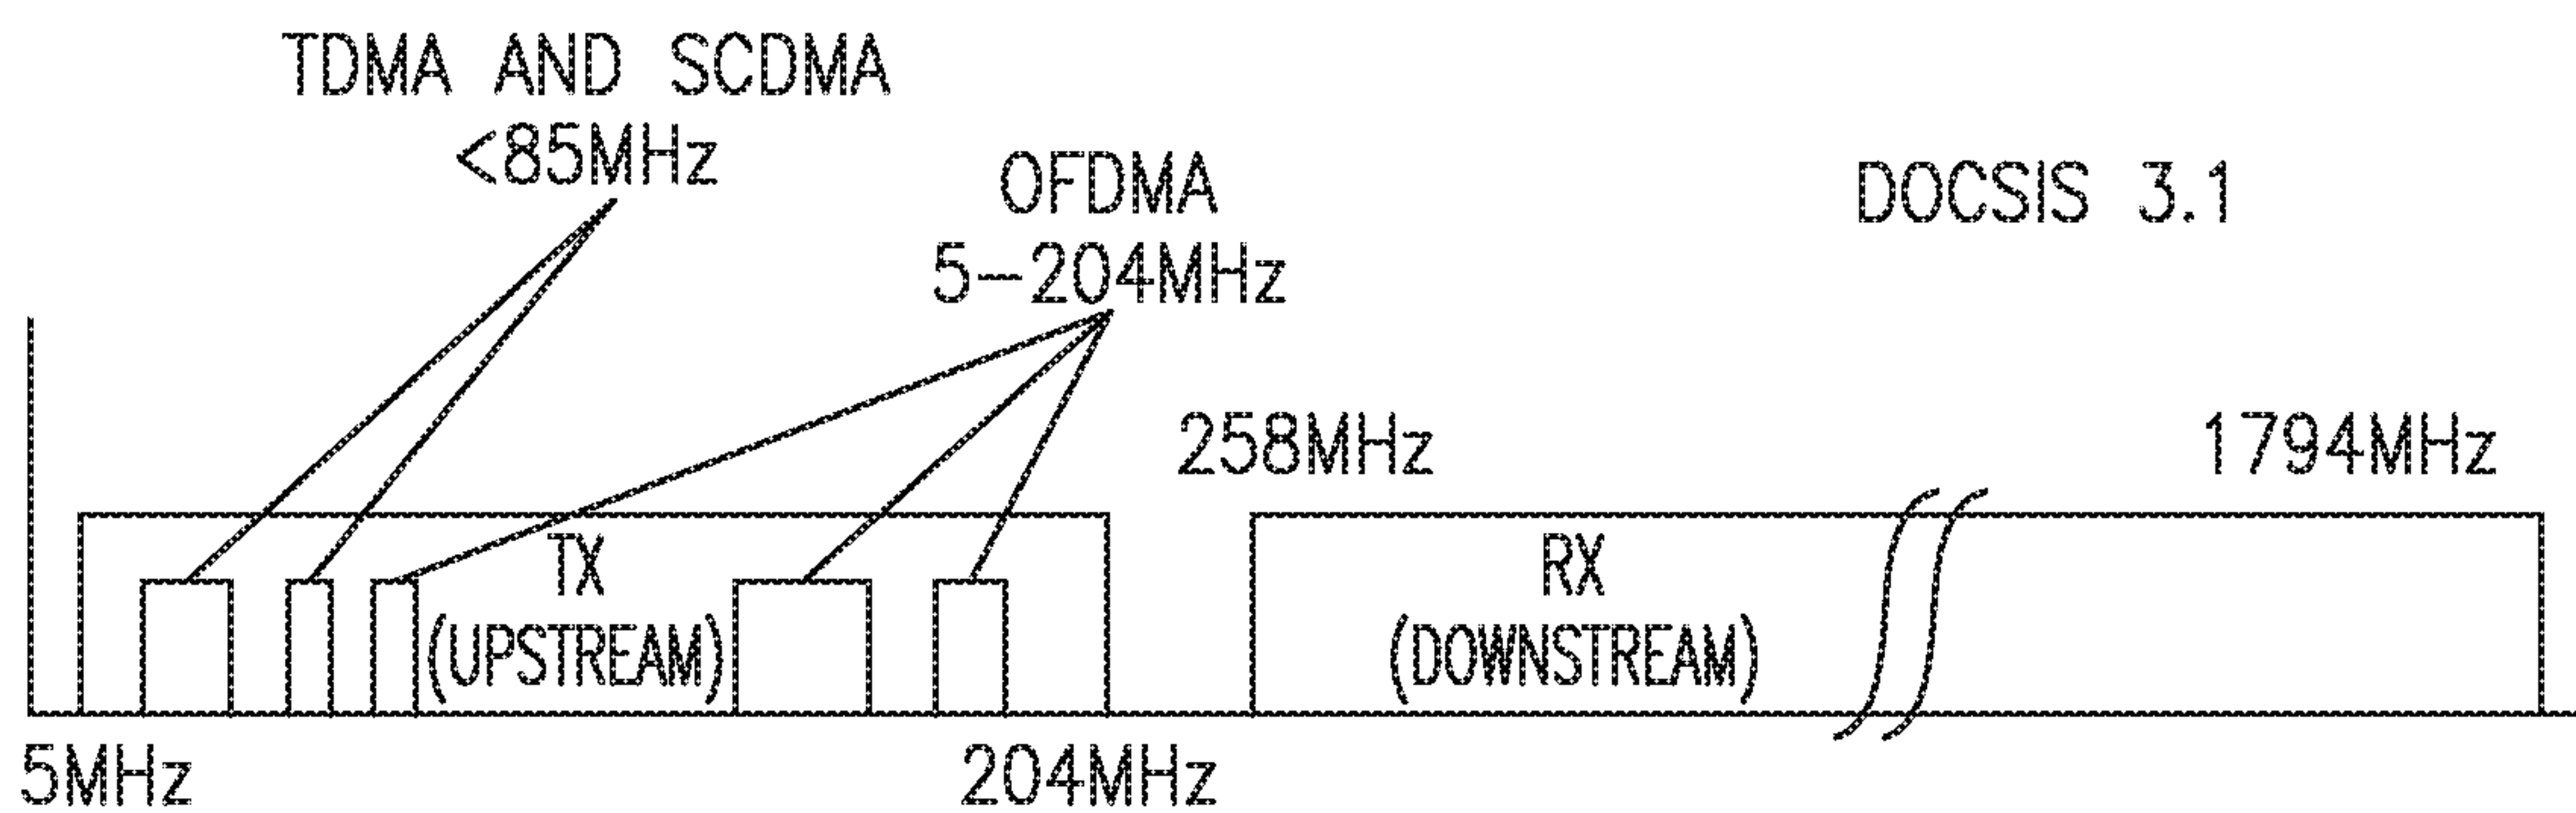 TDMA AND SCDMA
<85MHz
OFDMA
5-204MHz
DOCSIS 3.1
258MHz
1794MHz
TX
(UPSTREAM)
RX
(DOWNSTREAM)
5MHz
204MHz